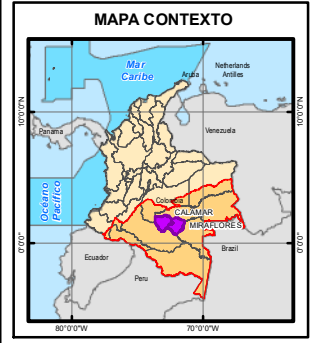 MAPA CONTEXTO
Mar
Caribe
Aruba
Netherlands
Antilles
10°0'0"N
10°0'0"N
Panama
Venezuela
Océano
Pacífico
Colombia
CALAMAR
MIRAFLORES
0°0'0"
0°0'0"
Ecuador
Brazil
Peru
80°0'0"W
70°0'0"W